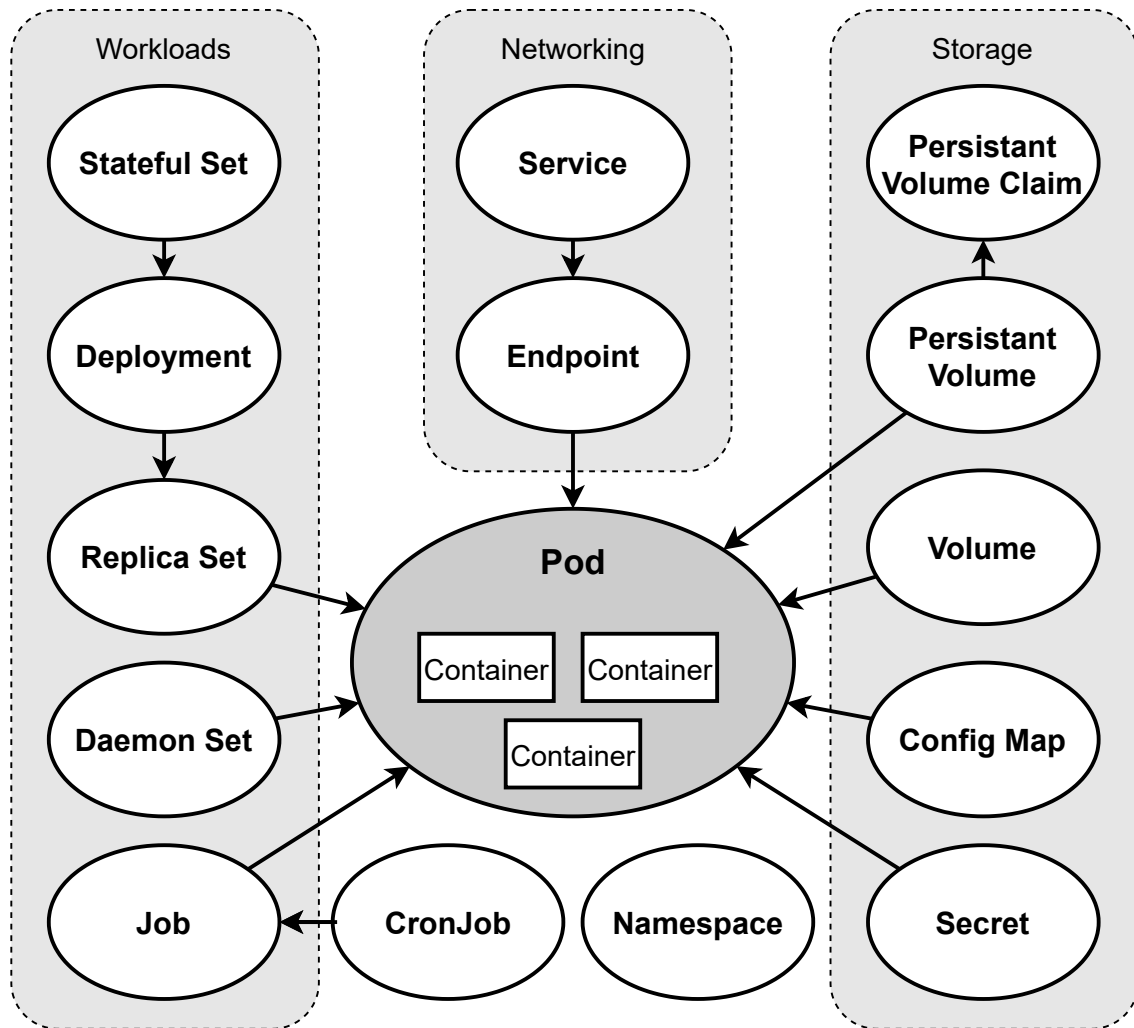 Workloads
Networking
Storage
Stateful Set
Service
Persistant
Volume Claim
Deployment
Endpoint
Persistant
Volume
Replica Set
Pod
Volume
Container
Container
Daemon Set
Container
Config Map
Job
CronJob
Namespace
Secret